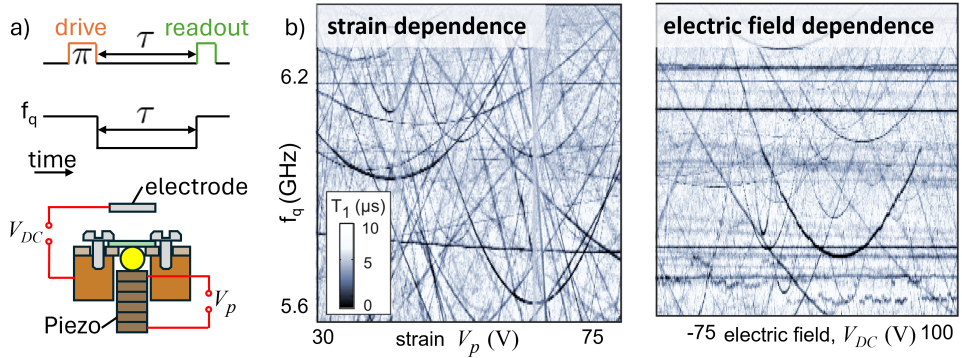 a)
drive
τ
readout
π
f_q
τ
time
electrode
V_DC
V_p
Piezo
b)
strain dependence
electric field dependence
6.2
f_q (GHz)
T_1 (μs)
10
5
0
5.6
30
strain V_p (V)
75
-75
electric field, V_DC (V)
100